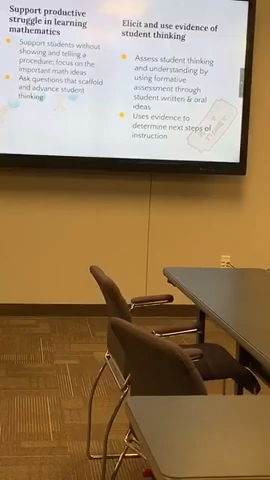 Support productive
struggle in learning
mathematics
Support students without
showing and telling a
procedure; focus on the
important math ideas
Ask questions that scaffold
and advance student
thinking
Elicit and use evidence of
student thinking
Assess student thinking
and understanding by
using formative
assessment through
student written & oral
ideas
Uses evidence to
determine next steps of
instruction